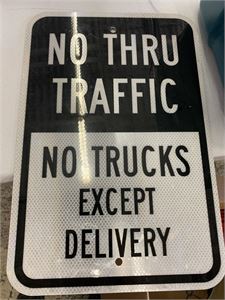 NO THRU
TRAFFIC
NO TRUCKS
EXCEPT
DELIVERY